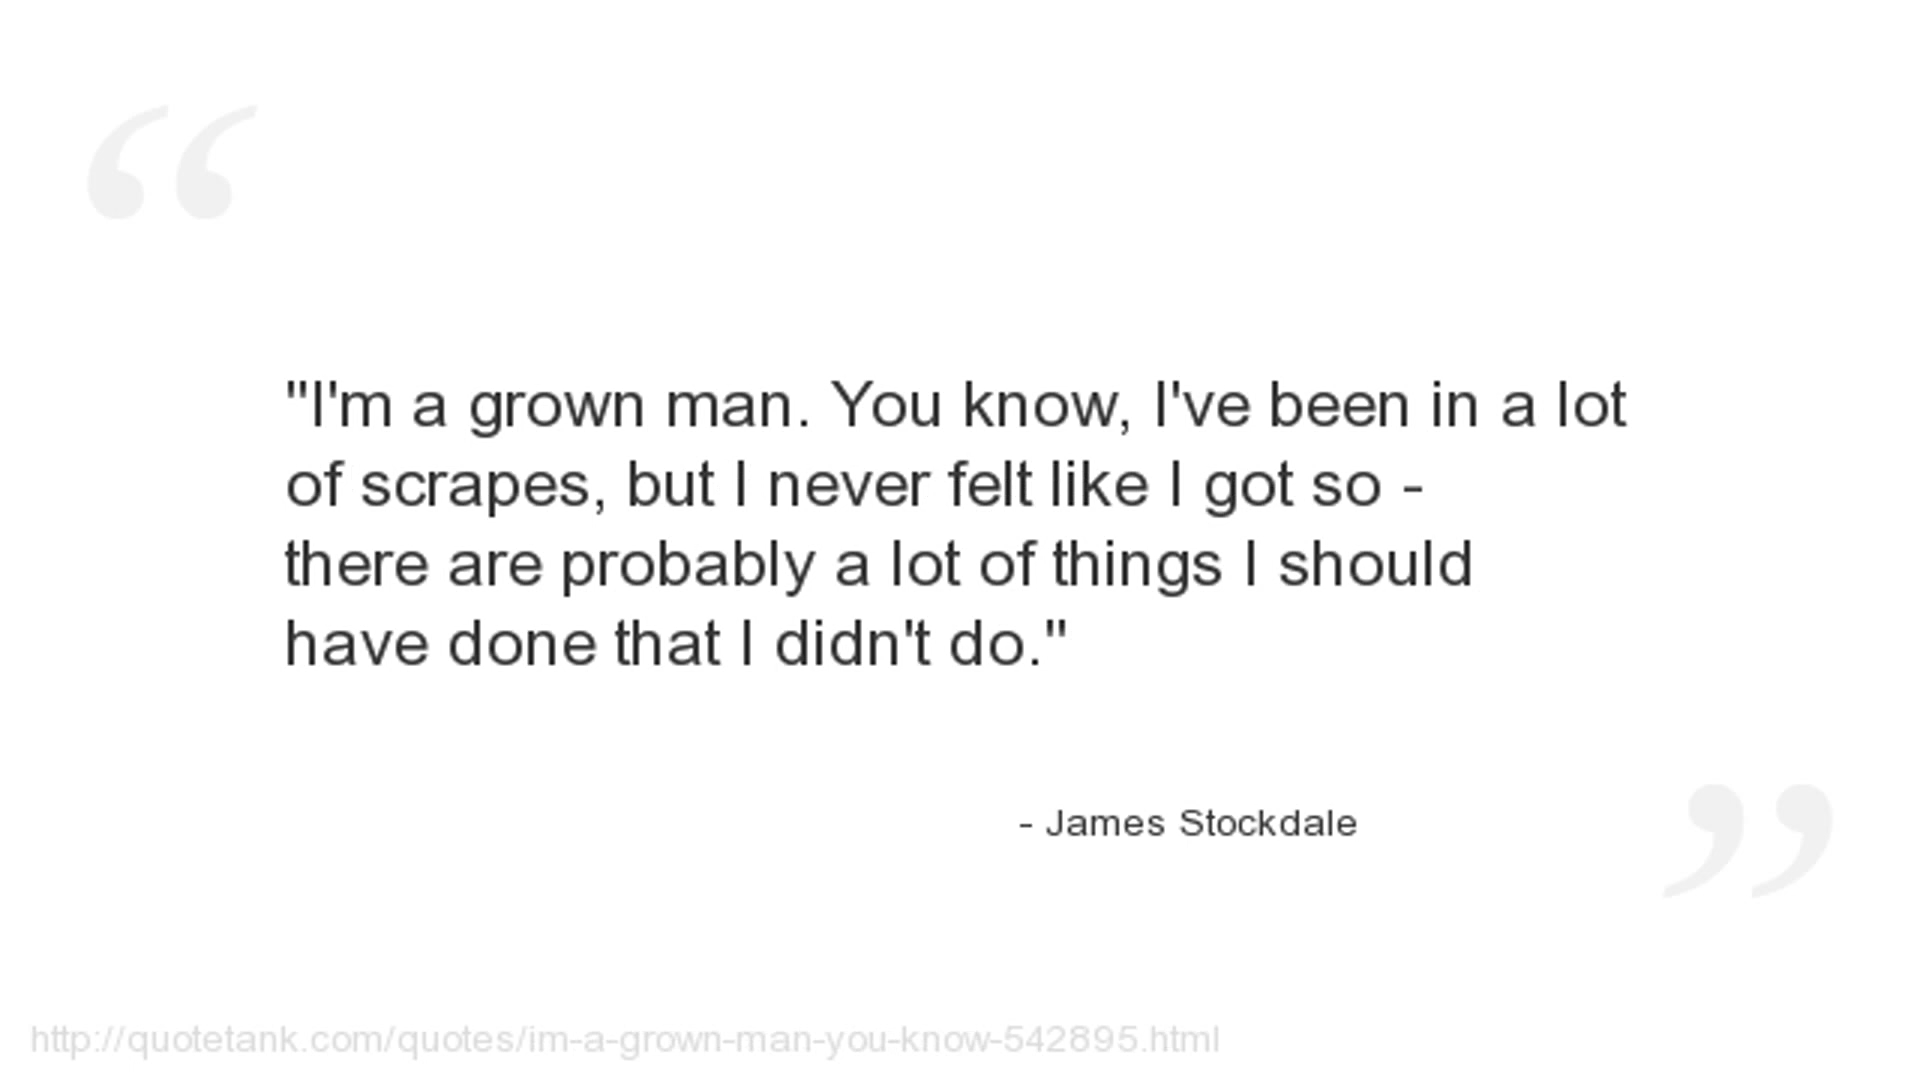 "I'm a grown man. You know, I've been in a lot
of scrapes, but I never felt like I got so -
there are probably a lot of things I should
have done that I didn't do."
- James Stockdale
http://quotetank.com/quotes/im-a-grown-man-you-know-542895.html